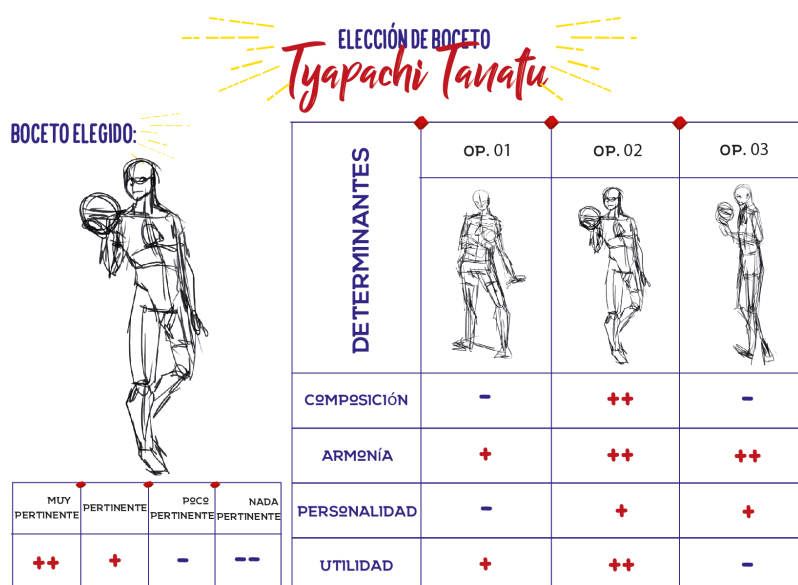 ELECCIÓN DE BOCETO
Tyapachi Tanatu
BOCETO ELEGIDO:
DETERMINANTES
OP. 01
OP. 02
OP. 03
COMPOSICIÓN
-
++
-
ARMONÍA
+
++
++
PERSONALIDAD
-
+
+
UTILIDAD
+
++
-
MUY
PERTINENTE
PERTINENTE
POCO
PERTINENTE
NADA
PERTINENTE
++
+
-
--